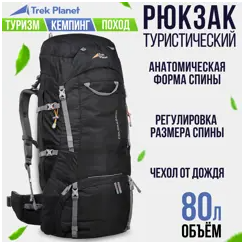 Trek Planet
ТУРИЗМ КЕМПИНГ ПОХОД
РЮКЗАК
ТУРИСТИЧЕСКИЙ
АНАТОМИЧЕСКАЯ
ФОРМА СПИНЫ
РЕГУЛИРОВКА
РАЗМЕРА СПИНЫ
ЧЕХОЛ ОТ ДОЖДЯ
80л
ОБЪЁМ